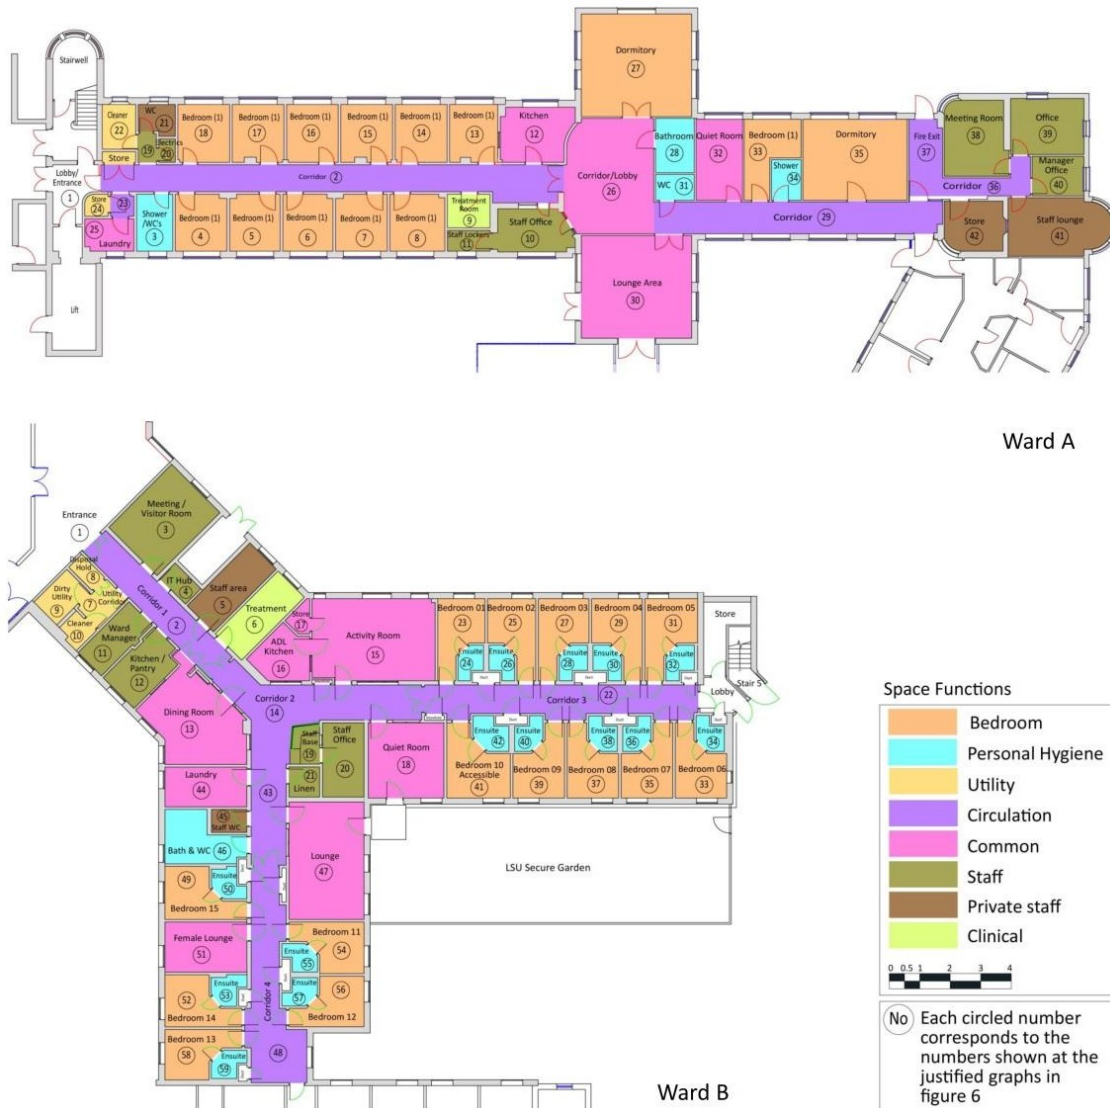 Stairwell
Lobby/
Entrance
1
Lift
Cleaner
22
WC
21
19
Electrics
20
Store
Bedroom (1)
18
Bedroom (1)
17
Bedroom (1)
16
Bedroom (1)
15
Bedroom (1)
14
Bedroom (1)
13
Kitchen
12
Corridor 2
Store
24
23
25
Laundry
Shower
/WC's
3
Bedroom (1)
4
Bedroom (1)
5
Bedroom (1)
6
Bedroom (1)
7
Bedroom (1)
8
Treatment
Room
9
Staff Lockers
11
Staff Office
10
Dormitory
27
Corridor/Lobby
26
Lounge Area
30
Bathroom
28
WC 31
Quiet Room
32
Bedroom (1)
33
Shower
34
Dormitory
35
Fire Exit
37
Corridor 29
Meeting Room
38
Office
39
Manager
Office
40
Corridor 36
Store
42
Staff lounge
41
Ward A
Entrance
1
Meeting /
Visitor Room
3
Disposal
Hold
8
Dirty
Utility
9
Utility
Corridor
7
Cleaner
10
Corridor 1
2
IT Hub
4
Staff area
5
Treatment
6
Ward
Manager
11
Kitchen /
Pantry
12
Dining Room
13
Store
17
ADL
Kitchen
16
Activity Room
15
Corridor 2
14
Bedroom 01
23
Ensuite
24
Bedroom 02
25
Ensuite
26
Bedroom 03
27
Ensuite
28
Bedroom 04
29
Ensuite
30
Bedroom 05
31
Ensuite
32
Store
Stair 5
Lobby
Corridor 3
22
Staff
Base
19
Staff
Office
20
21
Linen
Quiet Room
18
Ensuite
42
Bedroom 10
Accessible
41
Ensuite
40
Bedroom 09
39
Ensuite
38
Bedroom 08
37
Ensuite
36
Bedroom 07
35
Ensuite
34
Bedroom 06
33
Laundry
44
43
45
Staff WC
Bath & WC
46
Lounge
47
LSU Secure Garden
49
Ensuite
50
Bedroom 15
Female Lounge
51
Bedroom 11
54
Ensuite
55
52
Ensuite
53
Bedroom 14
Ensuite
57
56
Bedroom 12
Corridor 4
Bedroom 13
58
Ensuite
59
48
Ward B
Space Functions
Bedroom
Personal Hygiene
Utility
Circulation
Common
Staff
Private staff
Clinical
0 0.5 1 2 3 4
No Each circled number
corresponds to the
numbers shown at the
justified graphs in
figure 6